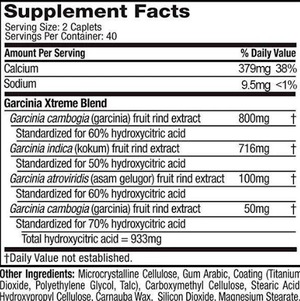 Supplement Facts
Serving Size: 2 Caplets
Servings Per Container: 40
Amount Per Serving % Daily Value
Calcium 379mg 38%
Sodium 9.5mg <1%
Garcinia Xtreme Blend
Garcinia cambogia (garcinia) fruit rind extract 800mg †
Standardized for 60% hydroxycitric acid
Garcinia indica (kokum) fruit rind extract 716mg †
Standardized for 50% hydroxycitric acid
Garcinia atroviridis (asam gelugor) fruit rind extract 100mg †
Standardized for 60% hydroxycitric acid
Garcinia cambogia (garcinia) fruit rind extract 50mg †
Standardized for 70% hydroxycitric acid
Total hydroxycitric acid = 933mg
†Daily Value not established.
Other Ingredients: Microcrystalline Cellulose, Gum Arabic, Coating (Titanium
Dioxide, Polyethylene Glycol, Talc), Carboxymethyl Cellulose, Stearic Acid,
Hydroxypropyl Cellulose, Carnauba Wax, Silicon Dioxide, Magnesium Stearate.